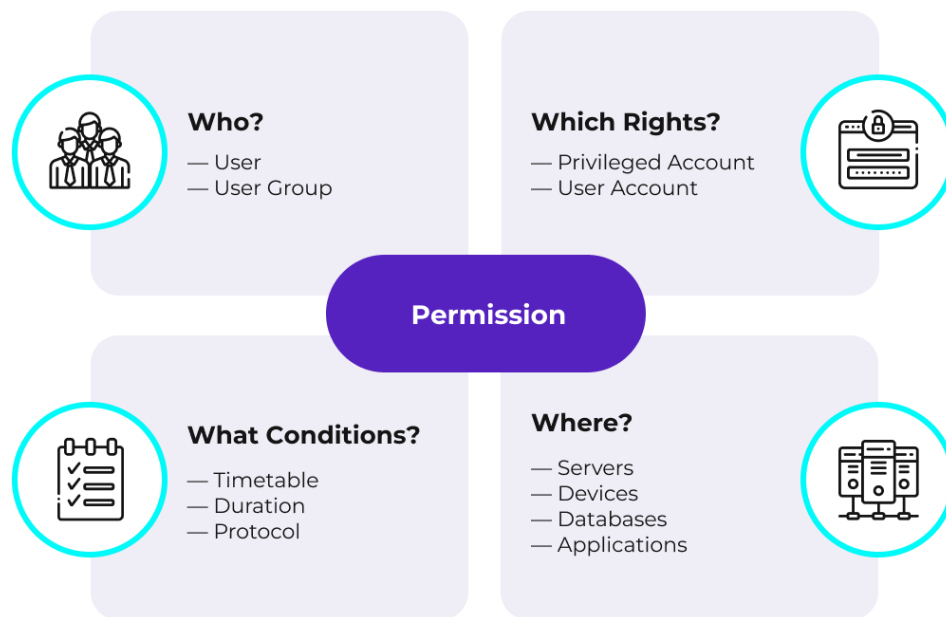 Who?
— User
— User Group
Which Rights?
— Privileged Account
— User Account
Permission
What Conditions?
— Timetable
— Duration
— Protocol
Where?
— Servers
— Devices
— Databases
— Applications